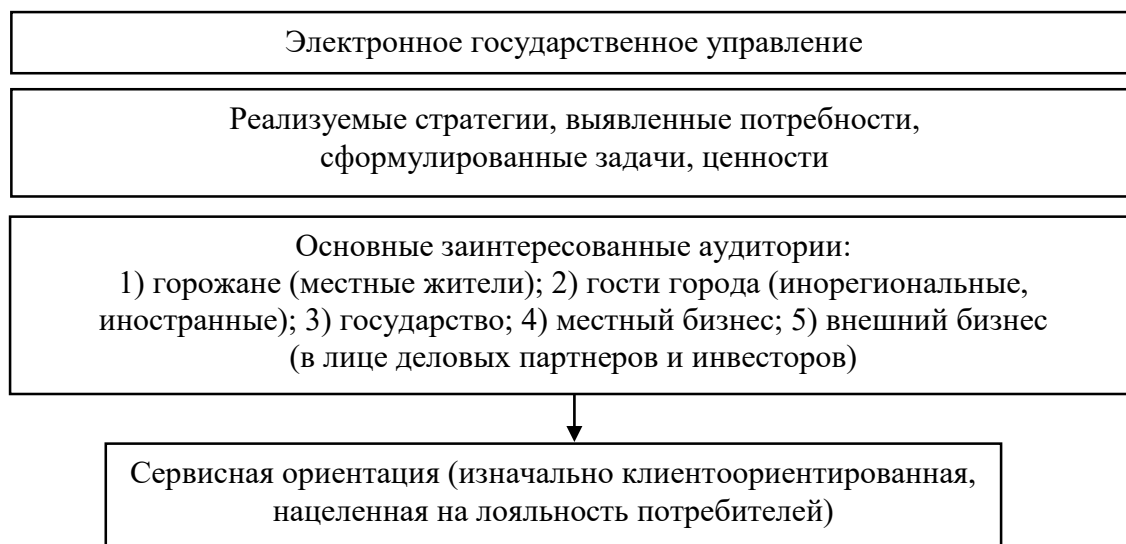 Электронное государственное управление
Реализуемые стратегии, выявленные потребности,
сформулированные задачи, ценности
Основные заинтересованные аудитории:
1) горожане (местные жители); 2) гости города (инорегиональные,
иностранные); 3) государство; 4) местный бизнес; 5) внешний бизнес
(в лице деловых партнеров и инвесторов)
Сервисная ориентация (изначально клиентоориентированная,
нацеленная на лояльность потребителей)